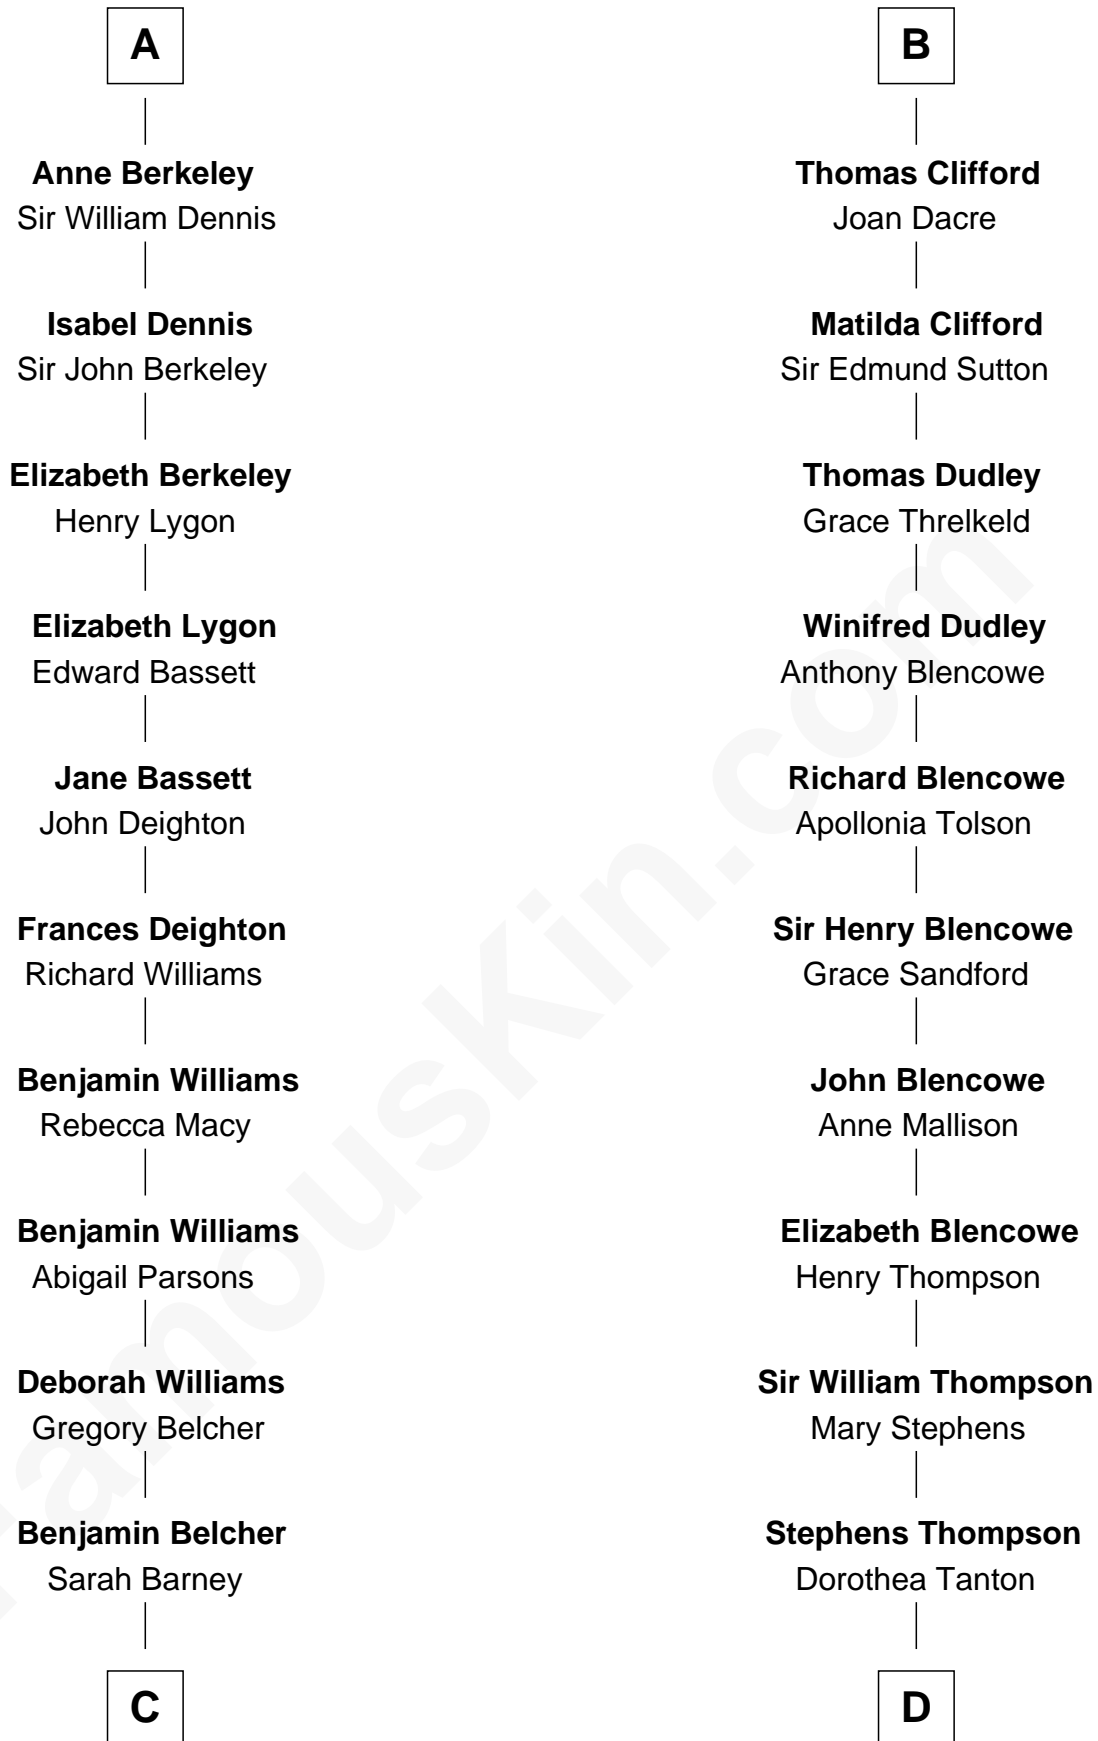 A
Anne Berkeley
Sir William Dennis
Isabel Dennis
Sir John Berkeley
Elizabeth Berkeley
Henry Lygon
Elizabeth Lygon
Edward Bassett
Jane Bassett
John Deighton
Frances Deighton
Richard Williams
Benjamin Williams
Rebecca Macy
Benjamin Williams
Abigail Parsons
Deborah Williams
Gregory Belcher
Benjamin Belcher
Sarah Barney
C
B
Thomas Clifford
Joan Dacre
Matilda Clifford
Sir Edmund Sutton
Thomas Dudley
Grace Threlkeld
Winifred Dudley
Anthony Blencowe
Richard Blencowe
Apollonia Tolson
Sir Henry Blencowe
Grace Sandford
John Blencowe
Anne Mallison
Elizabeth Blencowe
Henry Thompson
Sir William Thompson
Mary Stephens
Stephens Thompson
Dorothea Tanton
D
FamousKin.com